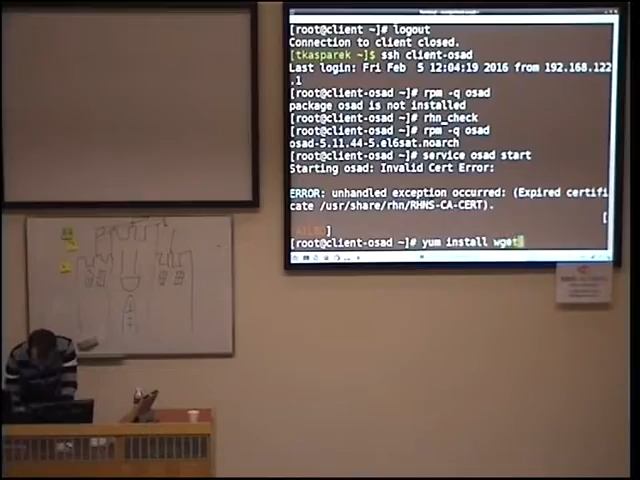 [root@client ~]# logout
Connection to client closed.
[tkasparek ~]$ ssh client-osad
Last login: Fri Feb  5 12:04:19 2016 from 192.168.122
.1
[root@client-osad ~]# rpm -q osad
package osad is not installed
[root@client-osad ~]# rhn_check
[root@client-osad ~]# rpm -q osad
osad-5.11.44-5.el6sat.noarch
[root@client-osad ~]# service osad start
Starting osad: Invalid Cert Error:
ERROR: unhandled exception occurred: (Expired certifi
cate /usr/share/rhn/RHNS-CA-CERT).
[
FAILED]
[root@client-osad ~]# yum install wget